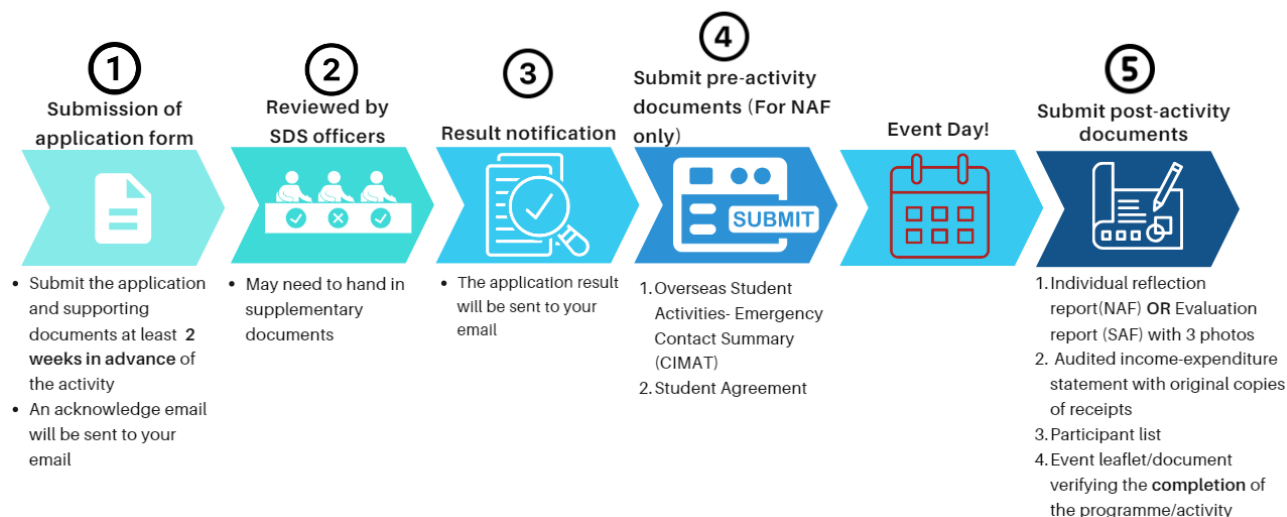 1
Submission of
application form
• Submit the application
and supporting
documents at least 2
weeks in advance of
the activity
• An acknowledge email
will be sent to your
email
2
Reviewed by
SDS officers
• May need to hand in
supplementary
documents
3
Result notification
• The application result
will be sent to your
email
4
Submit pre-activity
documents (For NAF
only)
SUBMIT
1. Overseas Student
Activities- Emergency
Contact Summary
(CIMAT)
2. Student Agreement
Event Day!
5
Submit post-activity
documents
1. Individual reflection
report(NAF) OR Evaluation
report (SAF) with 3 photos
2. Audited income-expenditure
statement with original copies
of receipts
3. Participant list
4. Event leaflet/document
verifying the completion of
the programme/activity